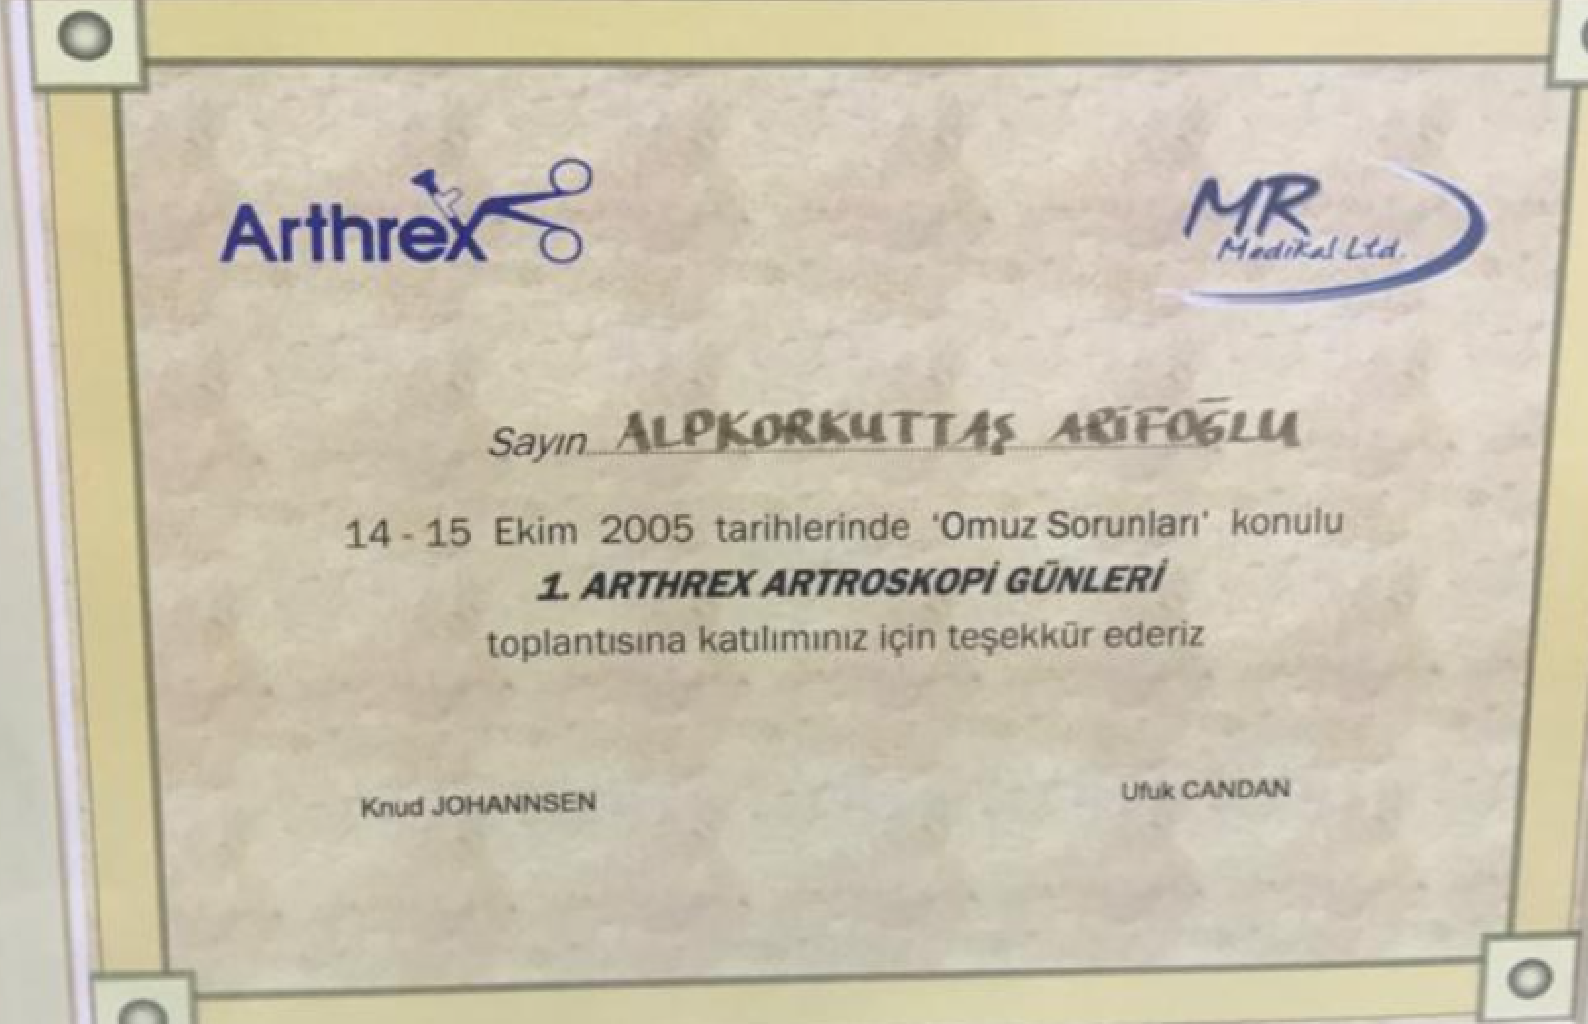 Arthrex
MR
Medikal Ltd.
Sayın ALPKORKUTTAŞ ARİFOĞLU
14 - 15 Ekim 2005 tarihlerinde 'Omuz Sorunları' konulu
1. ARTHREX ARTROSKOPİ GÜNLERİ
toplantısına katılımınız için teşekkür ederiz
Knud JOHANNSEN
Ufuk CANDAN